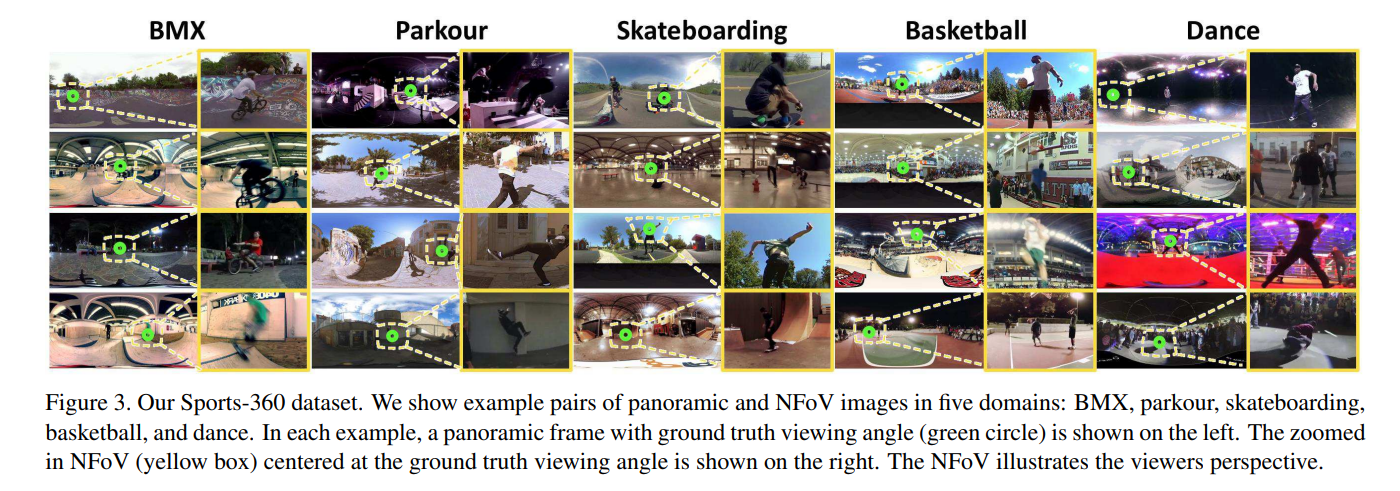 BMX
Parkour
Skateboarding
Basketball
Dance
Figure 3. Our Sports-360 dataset. We show example pairs of panoramic and NFoV images in five domains: BMX, parkour, skateboarding,
basketball, and dance. In each example, a panoramic frame with ground truth viewing angle (green circle) is shown on the left. The zoomed
in NFoV (yellow box) centered at the ground truth viewing angle is shown on the right. The NFoV illustrates the viewers perspective.